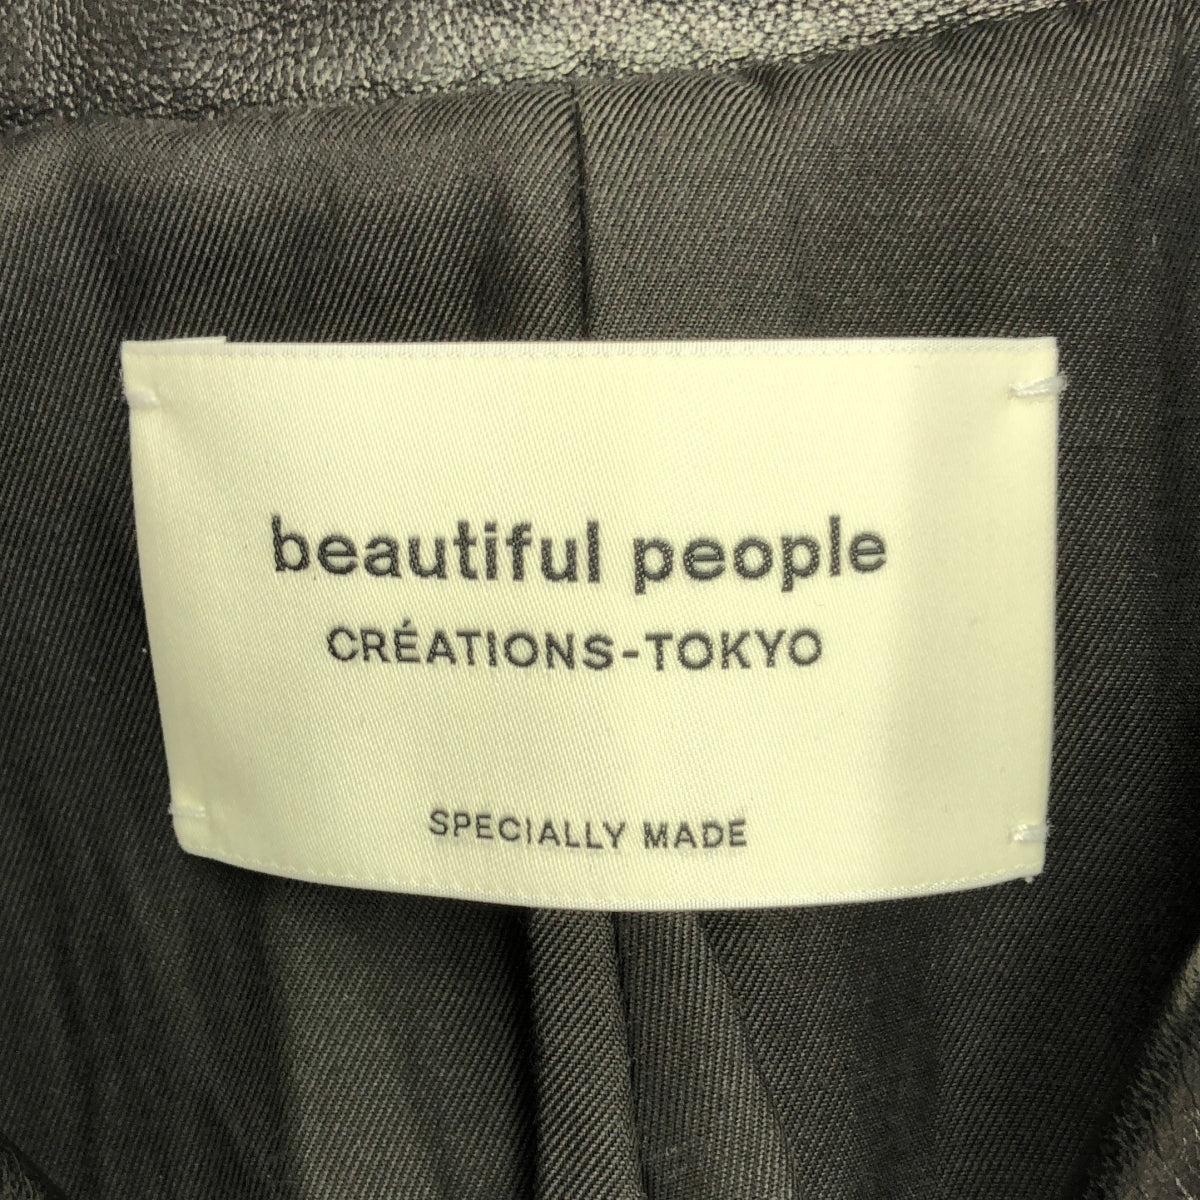 beautiful people
CRÉATIONS-TOKYO
SPECIALLY MADE